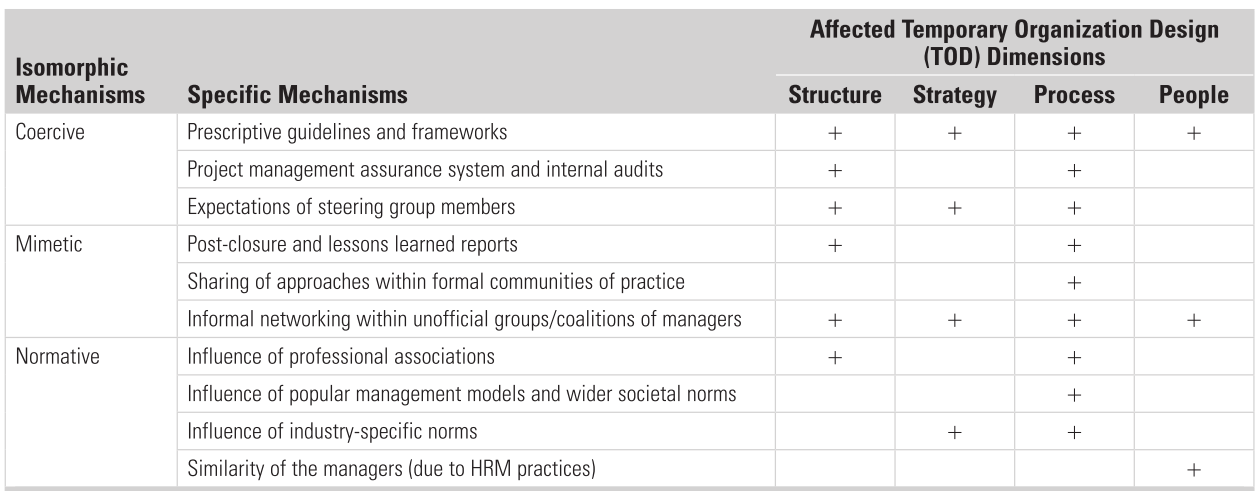 Affected Temporary Organization Design
(TOD) Dimensions
Isomorphic
Mechanisms Specific Mechanisms Structure Strategy Process People
Coercive Prescriptive guidelines and frameworks + + + +
Project management assurance system and internal audits + +
Expectations of steering group members + + +
Mimetic Post-closure and lessons learned reports + +
Sharing of approaches within formal communities of practice +
Informal networking within unofficial groups/coalitions of managers + + + +
Normative Influence of professional associations + +
Influence of popular management models and wider societal norms +
Influence of industry-specific norms + +
Similarity of the managers (due to HRM practices) +